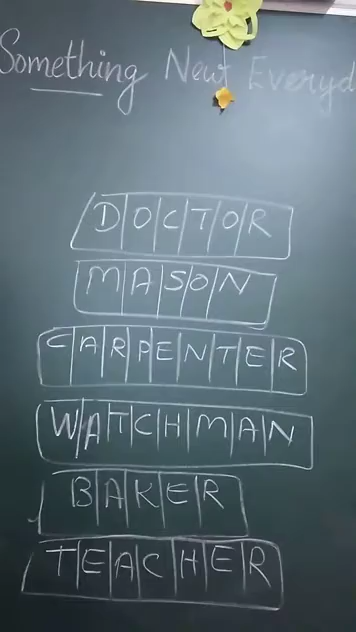 Something New Everyd
DOCTOR
MASON
CARPENTER
WATCHMAN
BAKER
TEACHER